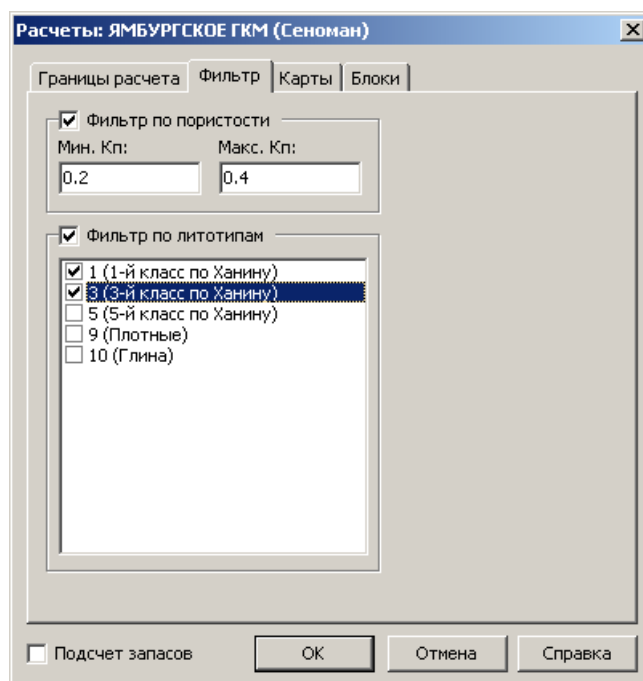 Расчеты: ЯМБУРГСКОЕ ГКМ (Сеноман)
Границы расчета Фильтр Карты Блоки
Фильтр по пористости
Мин. Кп: Макс. Кп:
0.2 0.4
Фильтр по литотипам
1 (1-й класс по Ханину)
3 (3-й класс по Ханину)
5 (5-й класс по Ханину)
9 (Плотные)
10 (Глина)
Подсчет запасов ОК Отмена Справка